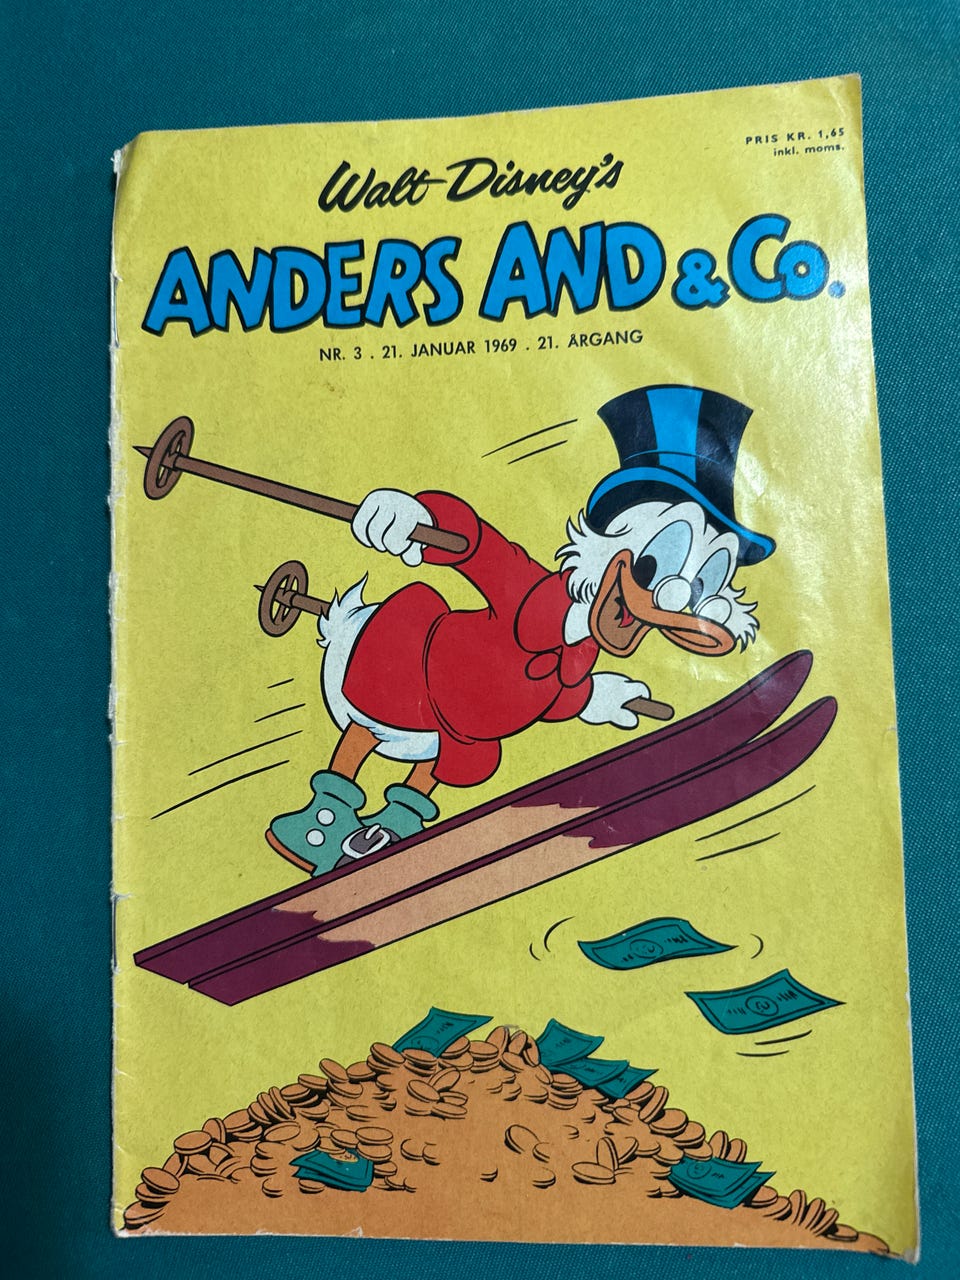 PRIS KR. 1,65
inkl. moms.
Walt Disney's
ANDERS AND & Co.
NR. 3 . 21. JANUAR 1969 . 21. ÅRGANG